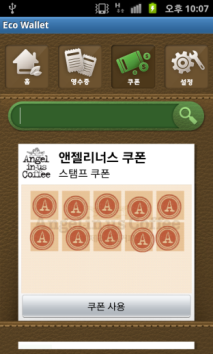 오후 10:07
Eco Wallet
홈 영수증 쿠폰 설정
Angel
in us
Coffee
앤젤리너스 쿠폰
스탬프 쿠폰
A A A A A
A A A A A
쿠폰 사용